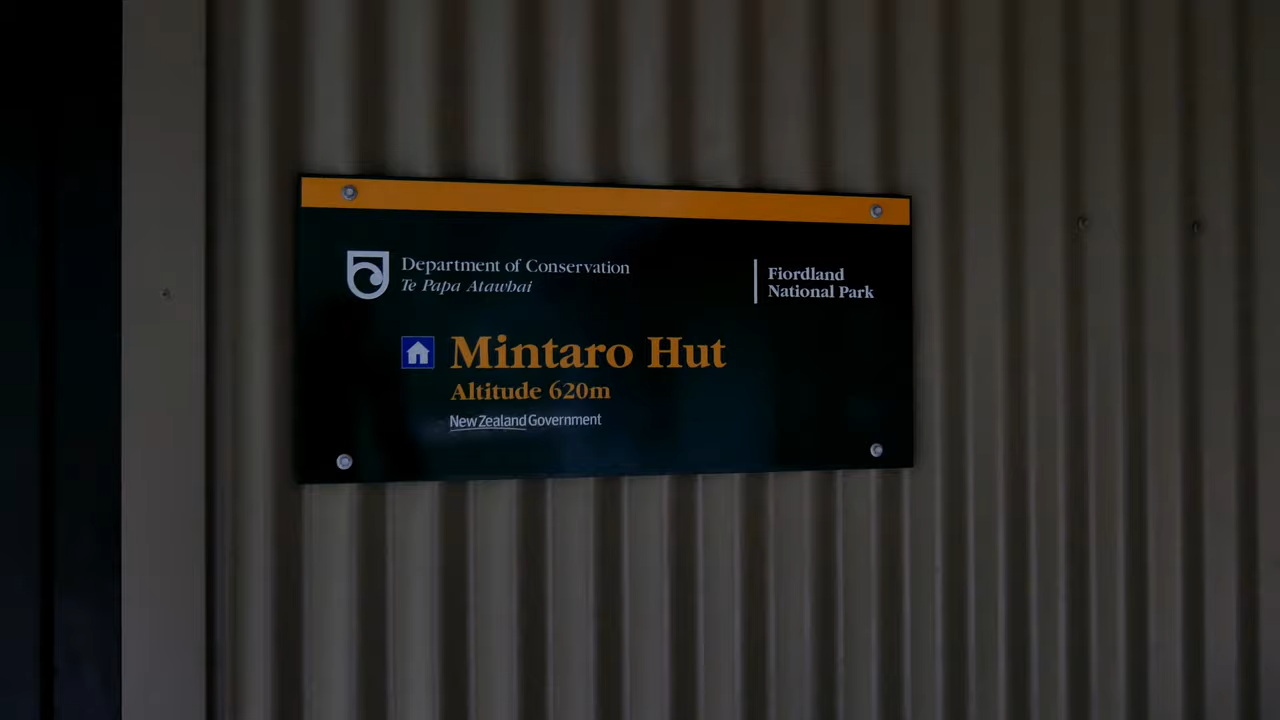 Department of Conservation
Te Papa Atawhai
Fiordland
National Park
Mintaro Hut
Altitude 620m
New Zealand Government